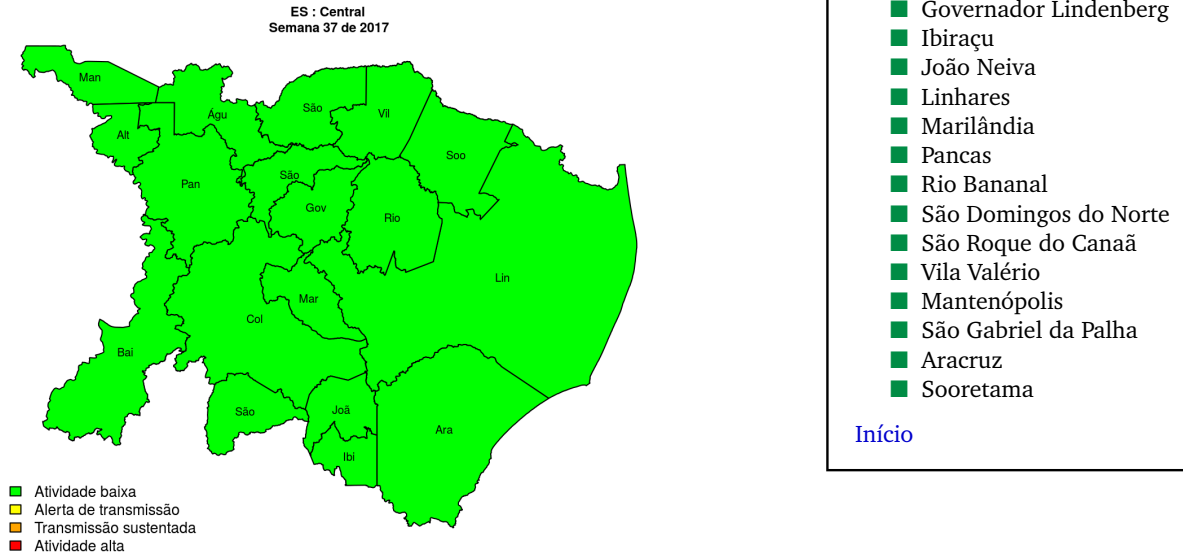 ES : Central
Semana 37 de 2017
Man
Águ
São
Vil
Alt
Soo
São
Pan
Gov
Rio
Lin
Mar
Col
Bai
São
Joã
Ara
Ibi
Atividade baixa
Alerta de transmissão
Transmissão sustentada
Atividade alta
Governador Lindenberg
Ibiraçu
João Neiva
Linhares
Marilândia
Pancas
Rio Bananal
São Domingos do Norte
São Roque do Canaã
Vila Valério
Mantenópolis
São Gabriel da Palha
Aracruz
Sooretama
Início